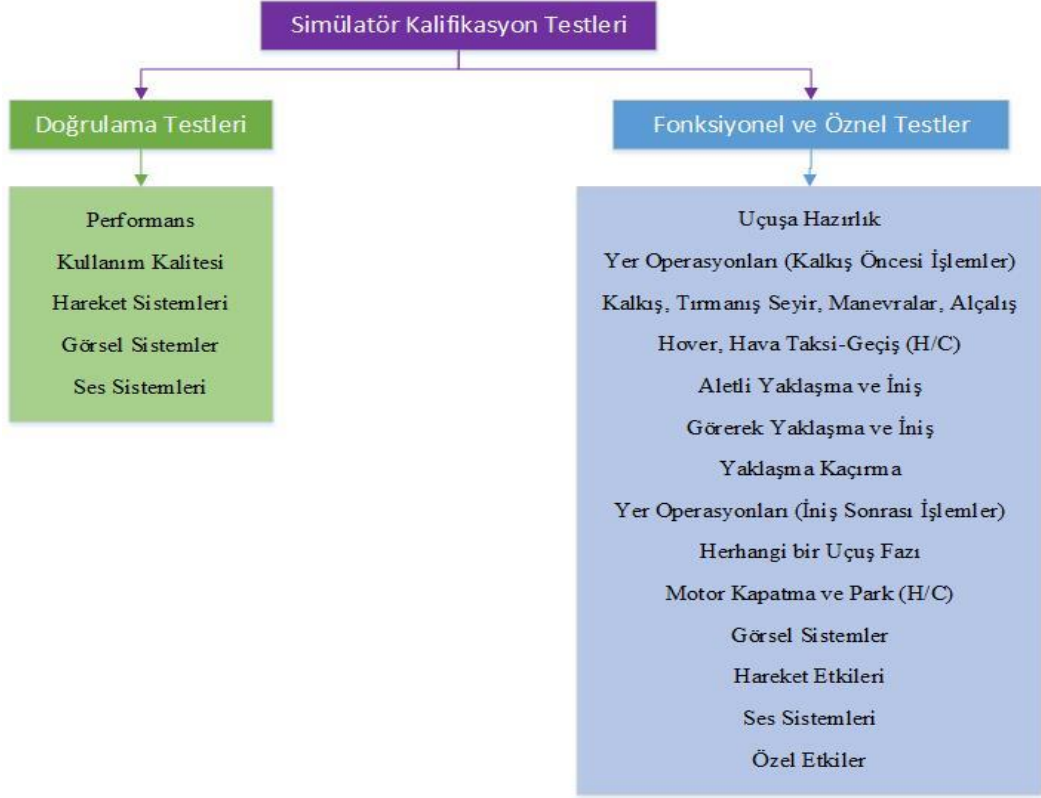 Simülatör Kalifikasyon Testleri
Doğrulama Testleri
Performans
Kullanım Kalitesi
Hareket Sistemleri
Görsel Sistemler
Ses Sistemleri
Fonksiyonel ve Öznel Testler
Uçuşa Hazırlık
Yer Operasyonları (Kalkış Öncesi İşlemler)
Kalkış, Tırmanış Seyir, Manevralar, Alçalış
Hover, Hava Taksi-Geçiş (H/C)
Aletli Yaklaşma ve İniş
Görerek Yaklaşma ve İniş
Yaklaşma Kaçırma
Yer Operasyonları (İniş Sonrası İşlemler)
Herhangi bir Uçuş Fazı
Motor Kapatma ve Park (H/C)
Görsel Sistemler
Hareket Etkileri
Ses Sistemleri
Özel Etkiler